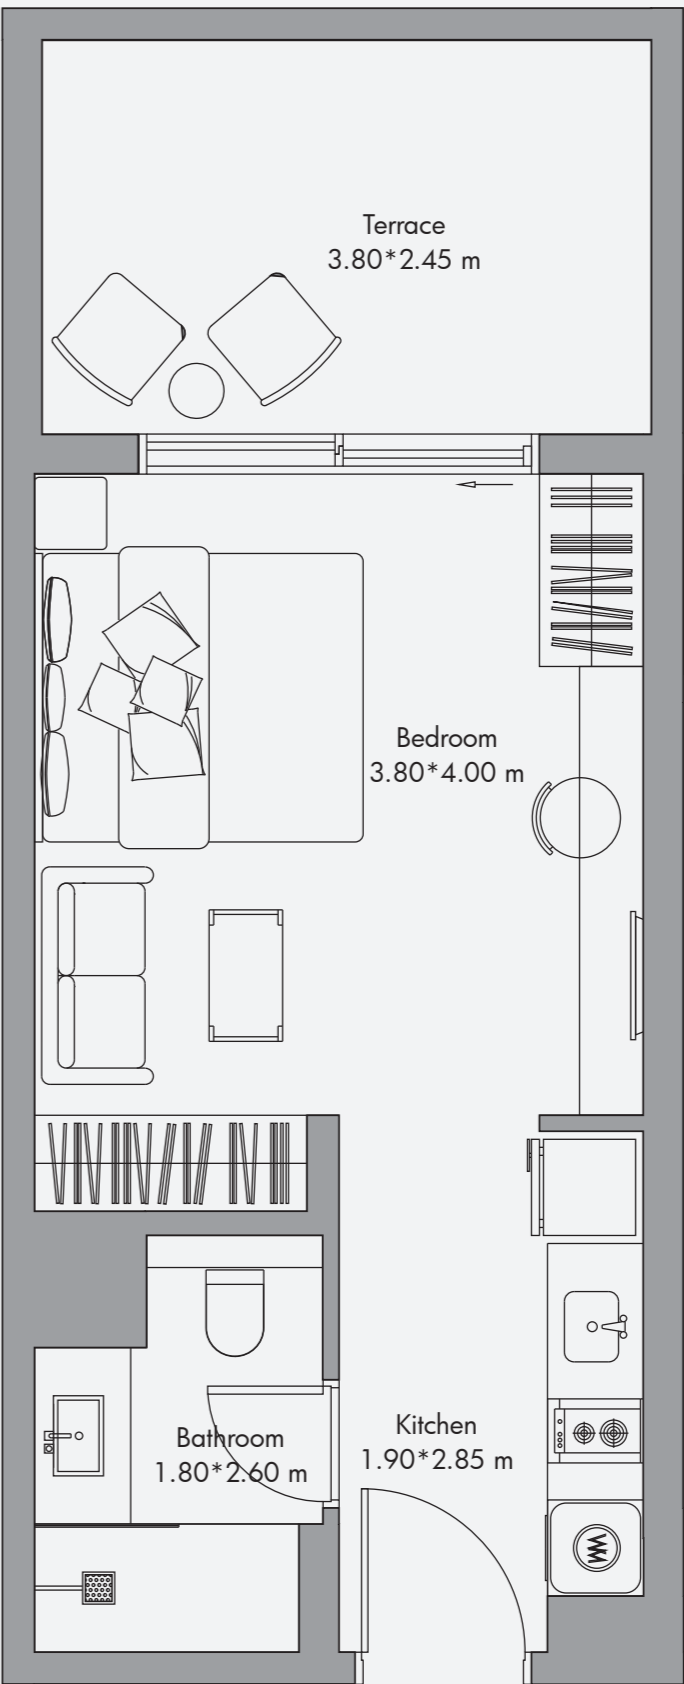 Terrace
3.80*2.45 m
Bedroom
3.80*4.00 m
Kitchen
1.90*2.85 m
Bathroom
1.80*2.60 m